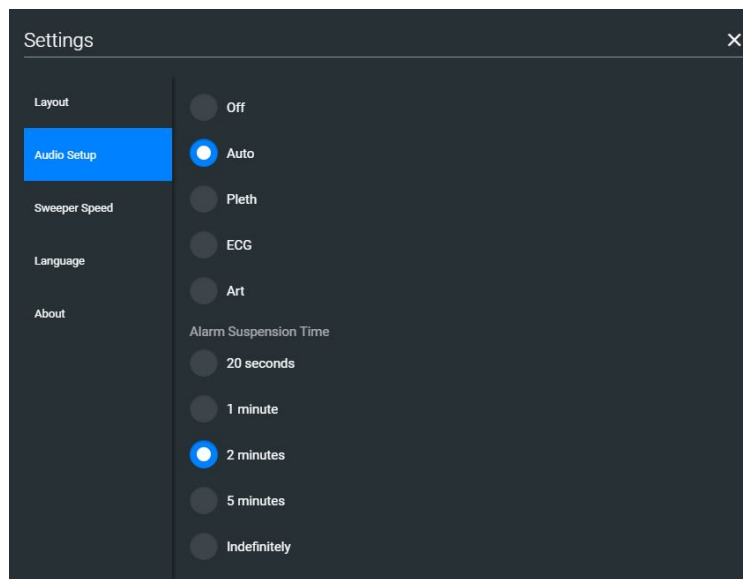 Settings
Layout
Audio Setup
Sweeper Speed
Language
About
Off
Auto
Pleth
ECG
Art
Alarm Suspension Time
20 seconds
1 minute
2 minutes
5 minutes
Indefinitely